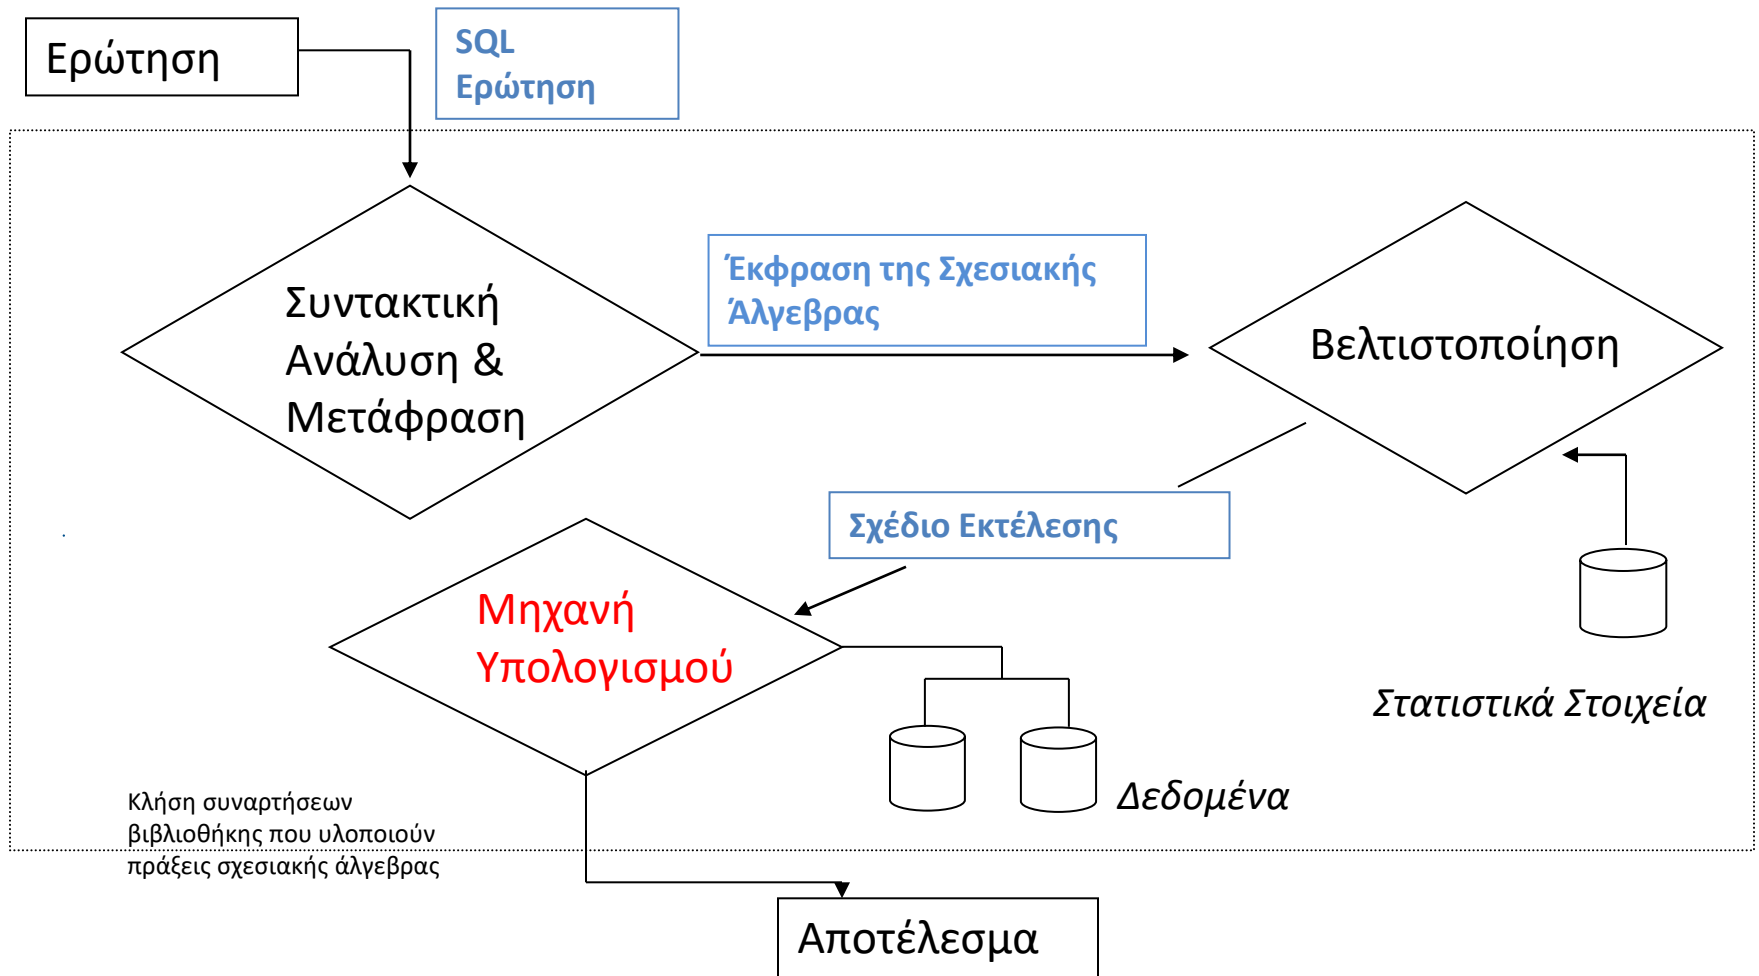 Ερώτηση
SQL
Ερώτηση
Συντακτική
Ανάλυση &
Μετάφραση
Έκφραση της Σχεσιακής
Άλγεβρας
Βελτιστοποίηση
Σχέδιο Εκτέλεσης
Μηχανή
Υπολογισμού
Στατιστικά Στοιχεία
Δεδομένα
Κλήση συναρτήσεων
βιβλιοθήκης που υλοποιούν
πράξεις σχεσιακής άλγεβρας
Αποτέλεσμα